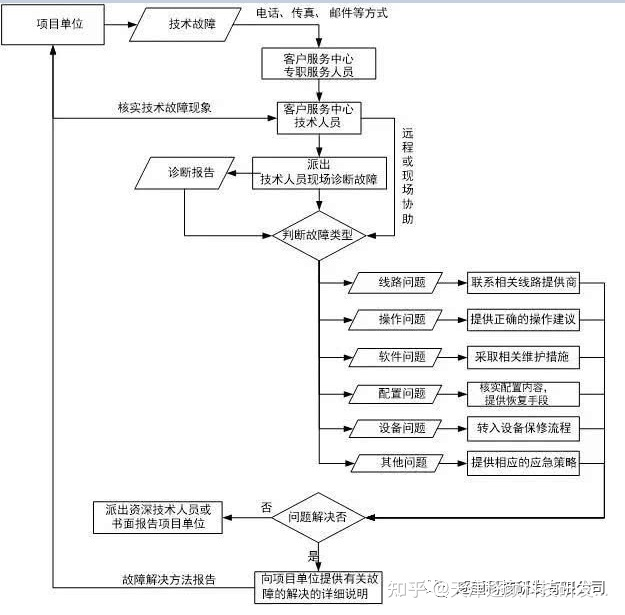 项目单位
技术故障
电话、传真、邮件等方式
客户服务中心
专职服务人员
核实技术故障现象
客户服务中心
技术人员
远程或现场协助
诊断报告
派出
技术人员现场诊断故障
判断故障类型
线路问题
联系相关线路提供商
操作问题
提供正确的操作建议
软件问题
采取相关维护措施
配置问题
核实配置内容,
提供恢复手段
设备问题
转入设备保修流程
其他问题
提供相应的应急策略
派出资深技术人员或
书面报告项目单位
否
问题解决否
是
故障解决方法报告
向项目单位提供有关故
障的解决的详细说明
知乎